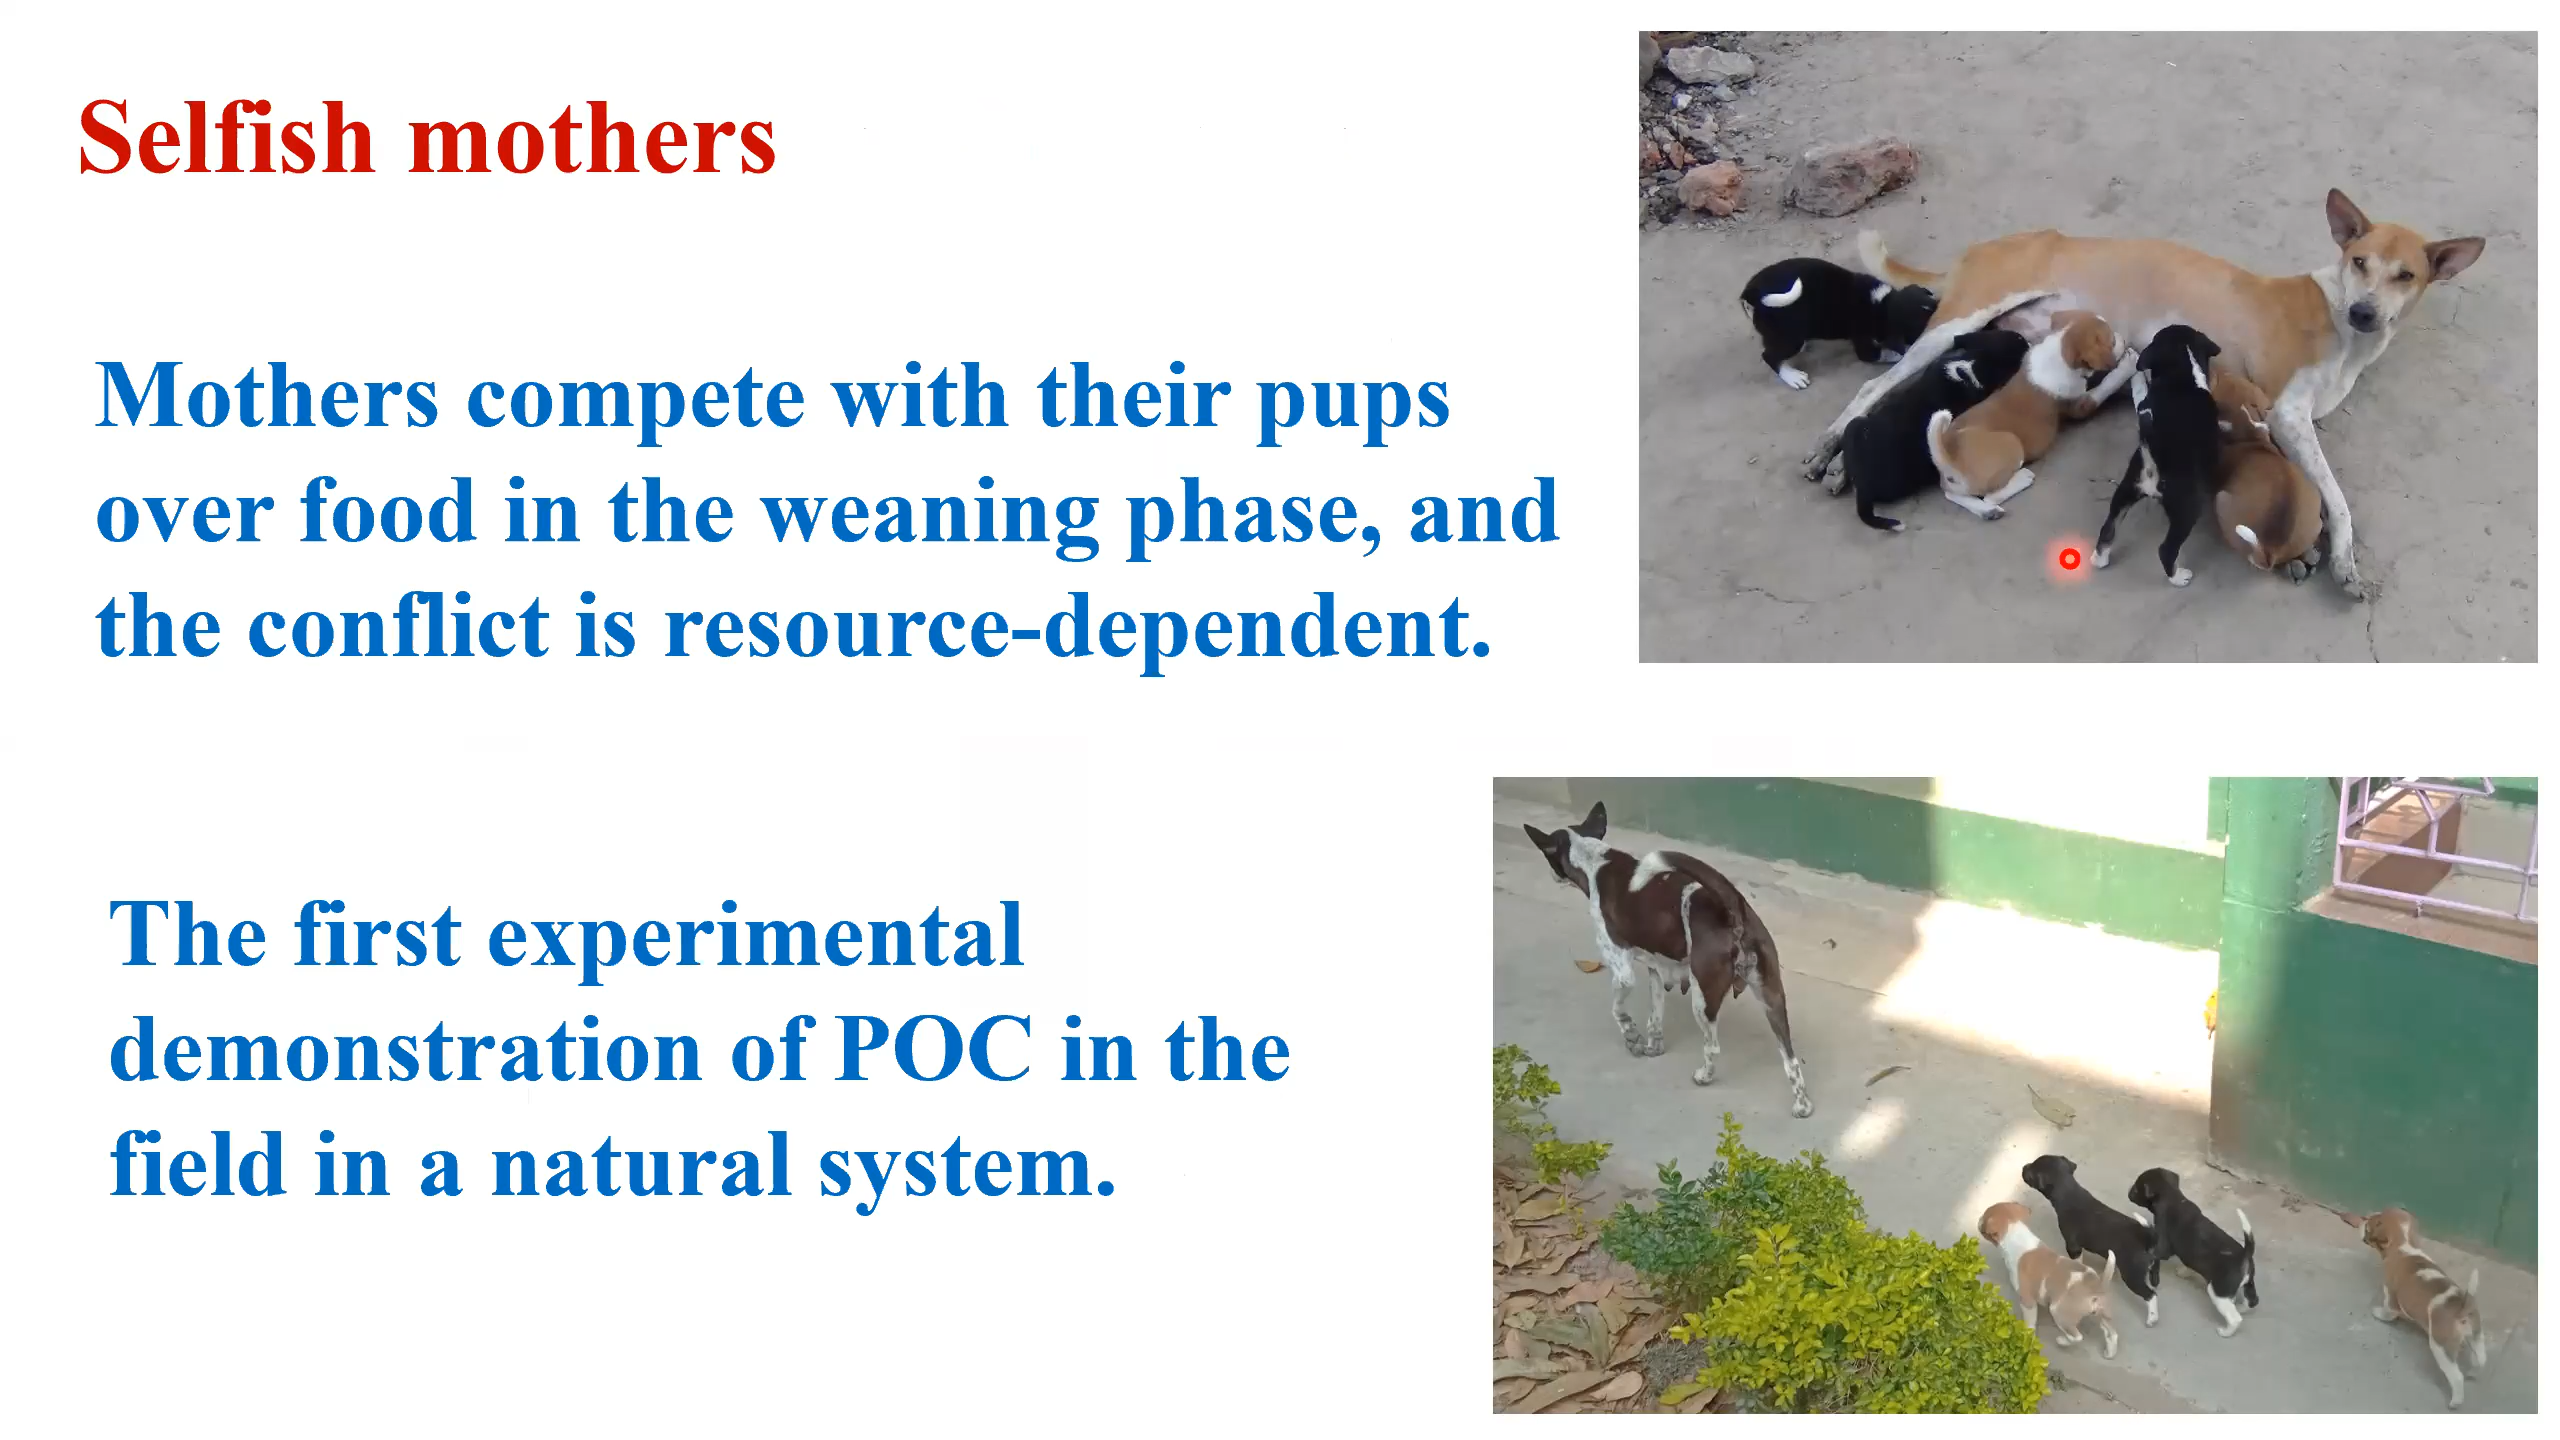 Selfish mothers
Mothers compete with their pups
over food in the weaning phase, and
the conflict is resource-dependent.
The first experimental
demonstration of POC in the
field in a natural system.